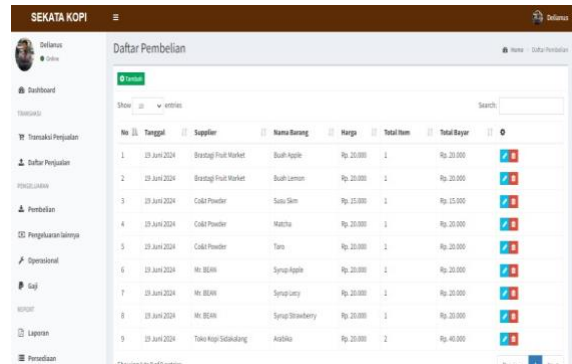 SEKATA KOPI
Delianus
Delianus
Online
Dashboard
TRANSAKSI
Transaksi Penjualan
Daftar Penjualan
PENGELUARAN
Pembelian
Pengeluaran lainnya
Operasional
Gaji
REPORT
Laporan
Persediaan
Daftar Pembelian
Home > Daftar Pembelian
Tambah
Show 10 entries
Search:
No Tanggal Supplier Nama Barang Harga Total Item Total Bayar
1 19 Juni 2024 Brastagi Fruit Market Buah Apple Rp. 20.000 1 Rp. 20.000
2 19 Juni 2024 Brastagi Fruit Market Buah Lemon Rp. 20.000 1 Rp. 20.000
3 19 Juni 2024 Co&t Powder Susu Skm Rp. 15.000 1 Rp. 15.000
4 19 Juni 2024 Co&t Powder Matcha Rp. 20.000 1 Rp. 20.000
5 19 Juni 2024 Co&t Powder Taro Rp. 20.000 1 Rp. 20.000
6 19 Juni 2024 Mr. BEAN Syrup Apple Rp. 20.000 1 Rp. 20.000
7 19 Juni 2024 Mr. BEAN Syrup Lecy Rp. 20.000 1 Rp. 20.000
8 19 Juni 2024 Mr. BEAN Syrup Strawberry Rp. 20.000 1 Rp. 20.000
9 19 Juni 2024 Toko Kopi Sidikalang Arabika Rp. 20.000 2 Rp. 40.000